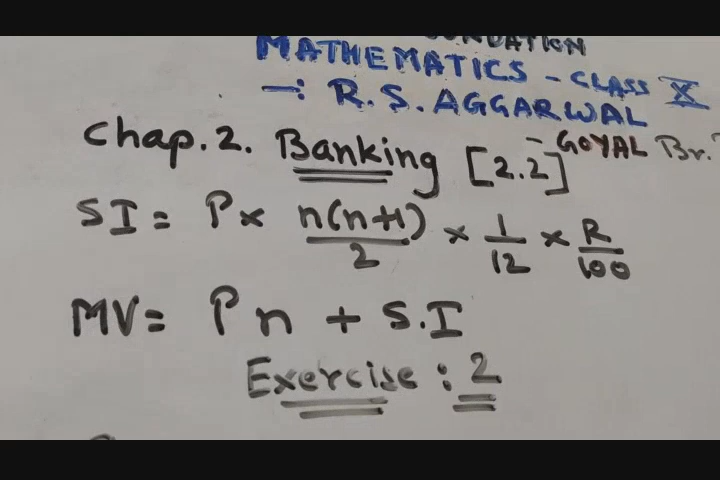 MATHEMATICS - CLASS X
→: R.S. AGGARWAL
- GOYAL Br.
Chap. 2. Banking [2.2]
SI = P × n(n+1)/2 × 1/12 × R/100
MV = Pn + S.I
Exercise : 2